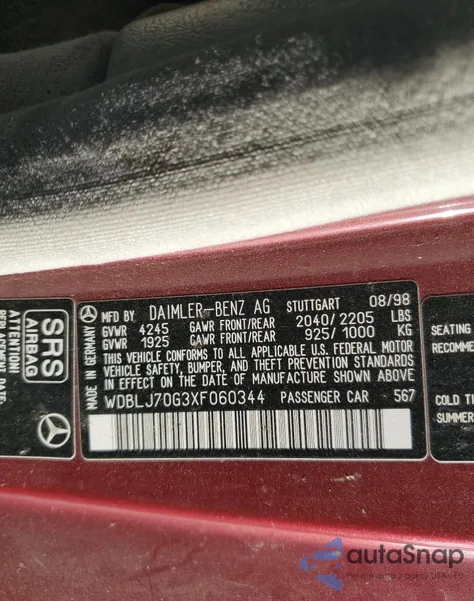 REPLACEMENT DATE:
ATTENTION
AIRBAG
SRS
MADE IN GERMANY
MFD BY DAIMLER-BENZ AG STUTTGART 08/98
GVWR 4245 GAWR FRONT/REAR 2040/2205 LBS
GVWR 1925 GAWR FRONT/REAR 925/1000 KG
THIS VEHICLE CONFORMS TO ALL APPLICABLE U.S. FEDERAL MOTOR
VEHICLE SAFETY, BUMPER, AND THEFT PREVENTION STANDARDS
IN EFFECT ON THE DATE OF MANUFACTURE SHOWN ABOVE.
WDBLJ70G3XF060344 PASSENGER CAR 567
SEATING
RECOMME
COLD TI
SUMMER
autoSnap